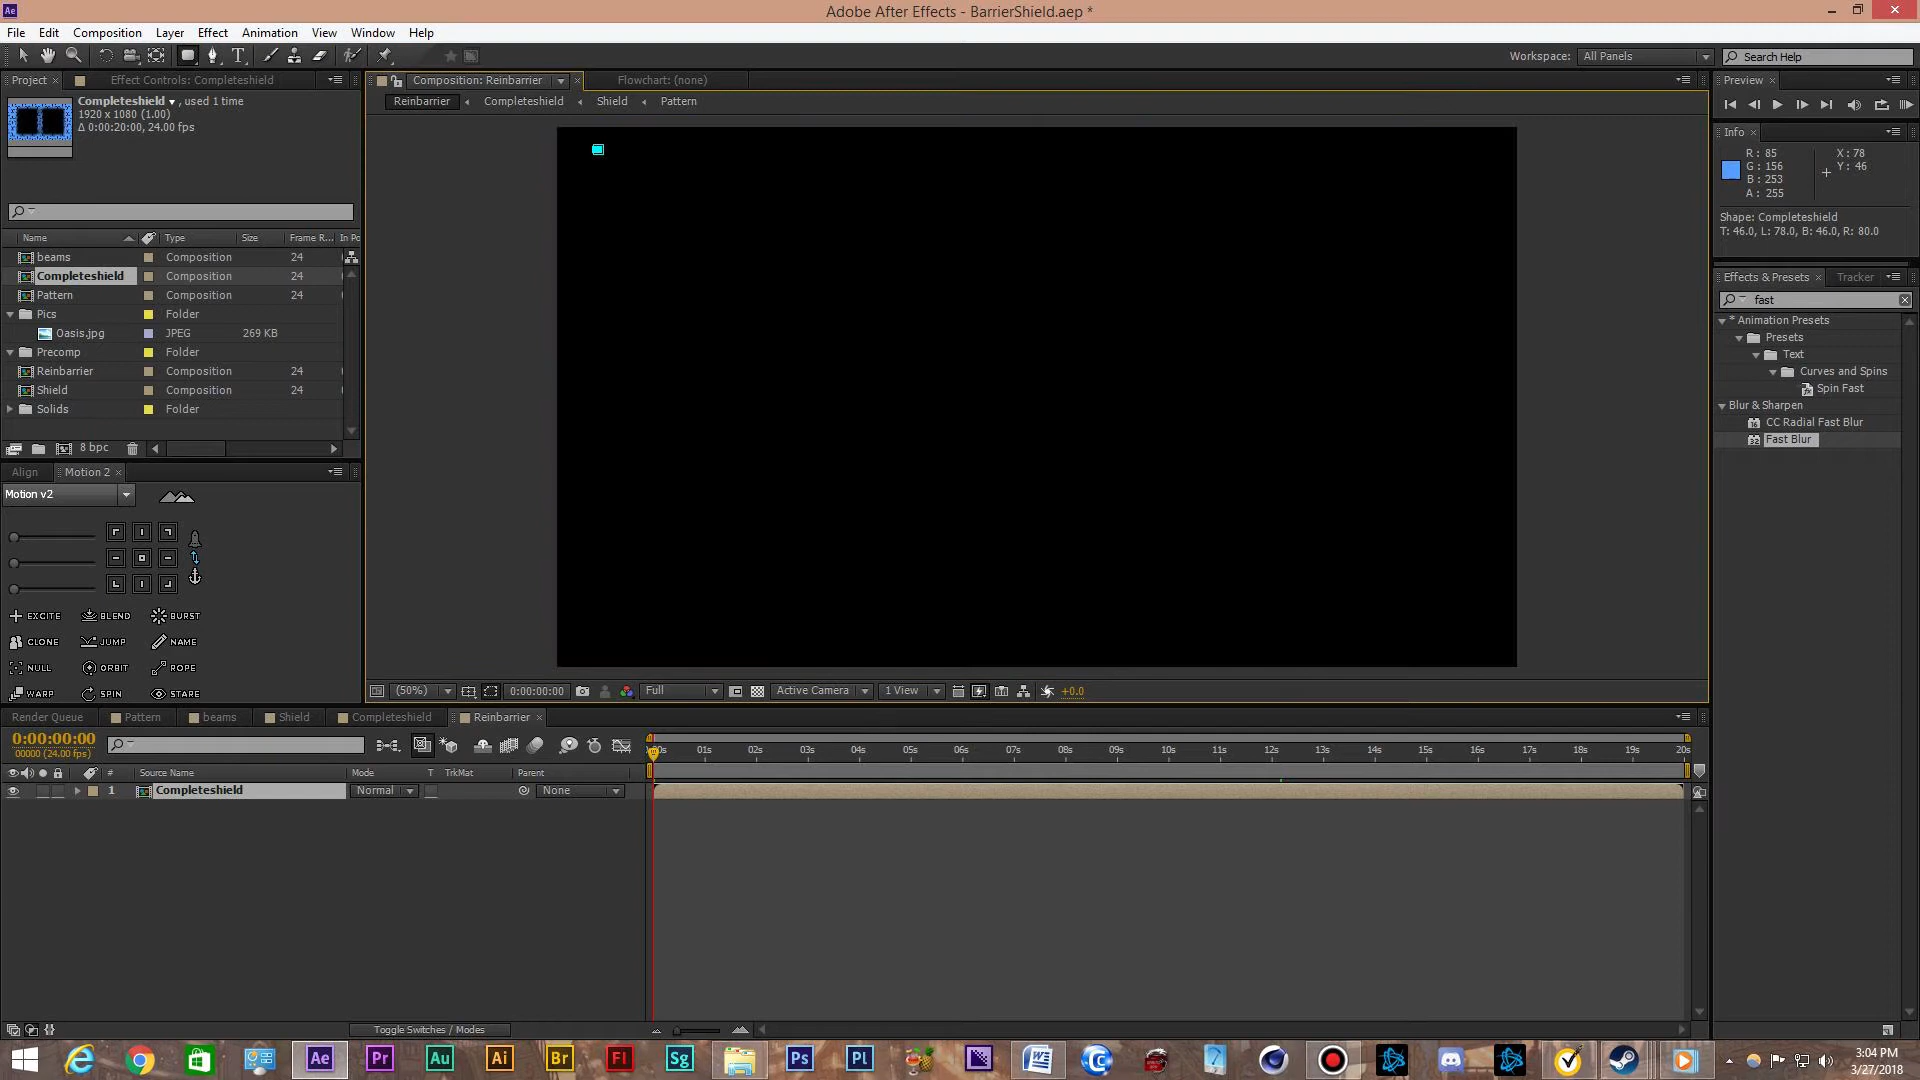 Adobe After Effects - BarrierShield.aep *
File Edit Composition Layer Effect Animation View Window Help
Workspace: All Panels Search Help
Project Effect Controls: Completeshield
Composition: Reinbarrier Flowchart: (none)
Preview
Completeshield , used 1 time
1920 x 1080 (1.00)
Δ 0:00:20:00, 24.00 fps
Reinbarrier Completeshield Shield Pattern
Info
R: 85
G: 156
B: 253
A: 255
X: 78
Y: 46
Shape: Completeshield
T: 46.0, L: 78.0, B: 46.0, R: 80.0
Name Type Size Frame R... In Po
beams Composition 24
Completeshield Composition 24
Pattern Composition 24
Pics Folder
Oasis.jpg JPEG 269 KB
Precomp Folder
Reinbarrier Composition 24
Shield Composition 24
Solids Folder
8 bpc
Effects & Presets Tracker
fast
* Animation Presets
Presets
Text
Curves and Spins
Spin Fast
Blur & Sharpen
CC Radial Fast Blur
Fast Blur
Align Motion 2
Motion v2
EXCITE BLEND BURST
CLONE JUMP NAME
NULL ORBIT ROPE
WARP SPIN STARE
(50%) 0:00:00:00 Full Active Camera 1 View +0.0
Render Queue Pattern beams Shield Completeshield Reinbarrier
0:00:00:00
00000 (24.00 fps)
01s 02s 03s 04s 05s 06s 07s 08s 09s 10s 11s 12s 13s 14s 15s 16s 17s 18s 19s 20s
# Source Name Mode T TrkMat Parent
1 Completeshield Normal None
Toggle Switches / Modes
Ae Pr Au Ai Br Fl Sg Ps Pl
3:04 PM
3/27/2018